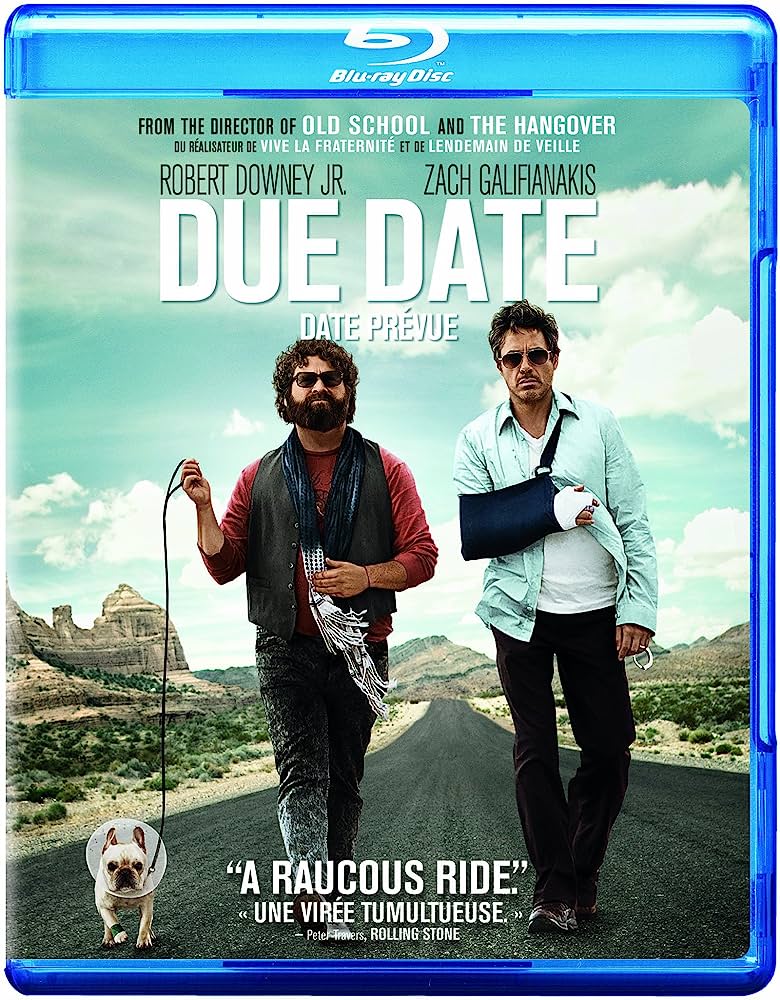 Blu-ray Disc™
FROM THE DIRECTOR OF OLD SCHOOL AND THE HANGOVER
DU RÉALISATEUR DE VIVE LA FRATERNITÉ ET DE LENDEMAIN DE VEILLE
ROBERT DOWNEY JR. ZACH GALIFIANAKIS
DUE DATE
DATE PRÉVUE
“A RAUCOUS RIDE.”
« UNE VIRÉE TUMULTUEUSE. »
– Peter Travers, ROLLING STONE